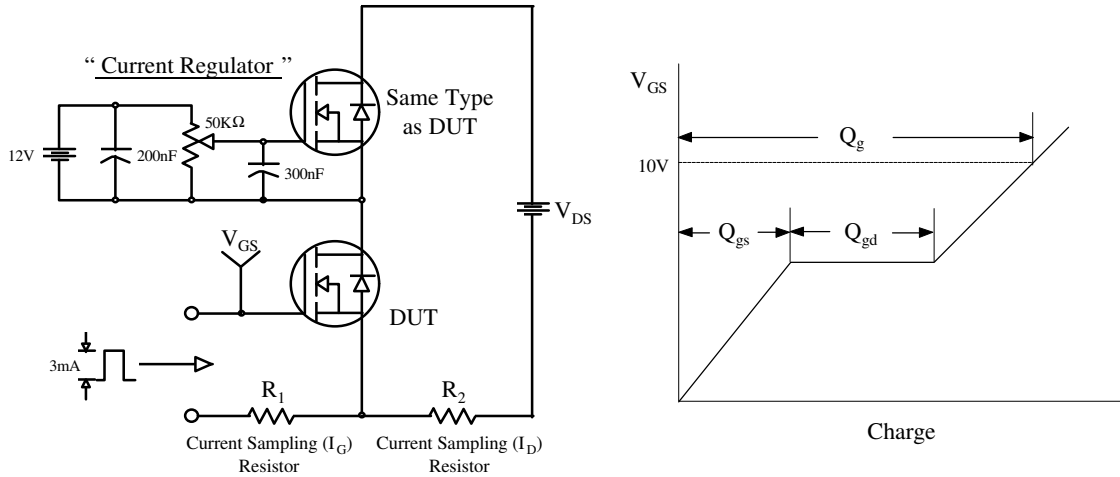 “ Current Regulator ”
50KΩ
12V
200nF
300nF
Same Type
as DUT
V_DS
V_GS
DUT
3mA
R_1
R_2
Current Sampling (I_G)
Resistor
Current Sampling (I_D)
Resistor
V_GS
Q_g
10V
Q_gs
Q_gd
Charge